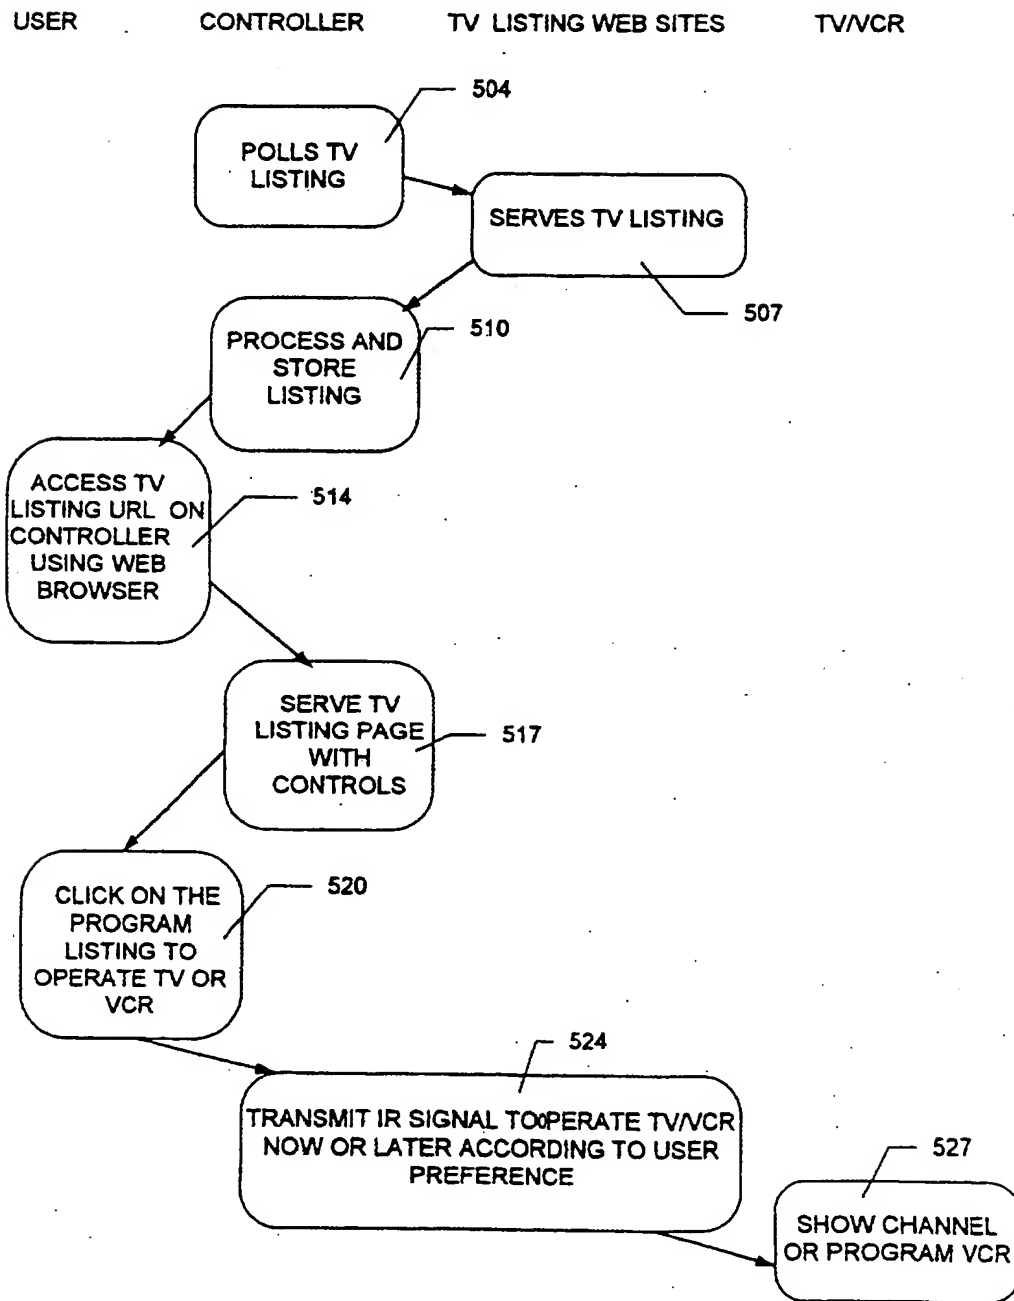 USER CONTROLLER TV LISTING WEB SITES TV/VCR
504
POLLS TV
LISTING
SERVES TV LISTING
507
510
PROCESS AND
STORE
LISTING
ACCESS TV
LISTING URL ON
CONTROLLER
USING WEB
BROWSER
514
SERVE TV
LISTING PAGE
WITH
CONTROLS
517
520
CLICK ON THE
PROGRAM
LISTING TO
OPERATE TV OR
VCR
524
TRANSMIT IR SIGNAL TO OPERATE TV/VCR
NOW OR LATER ACCORDING TO USER
PREFERENCE
527
SHOW CHANNEL
OR PROGRAM VCR